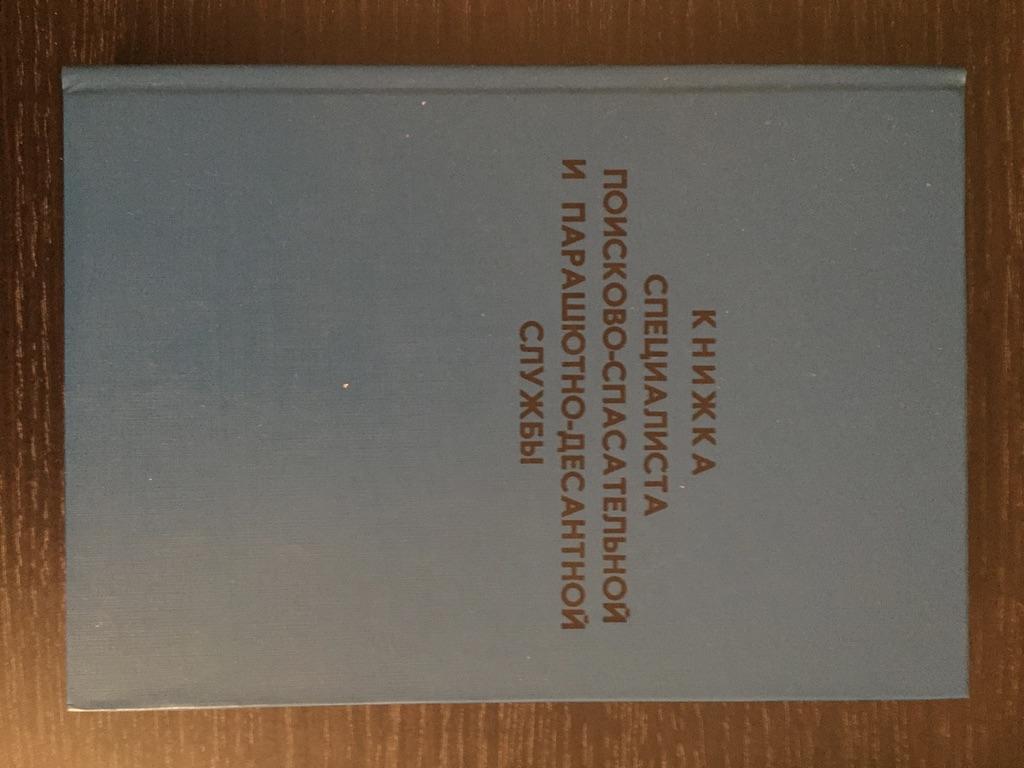 КНИЖКА
СПЕЦИАЛИСТА
ПОИСКОВО-СПАСАТЕЛЬНОЙ
И ПАРАШЮТНО-ДЕСАНТНОЙ
СЛУЖБЫ